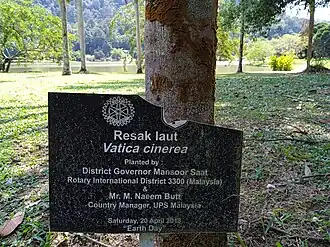 Resak laut
Vatica cinerea
Planted by :
District Governor Mansoor Saat
Rotary International District 3300 (Malaysia)
&
Mr. M. Naeem Butt
Country Manager, UPS Malaysia
Saturday, 20 April 2013
"Earth Day"